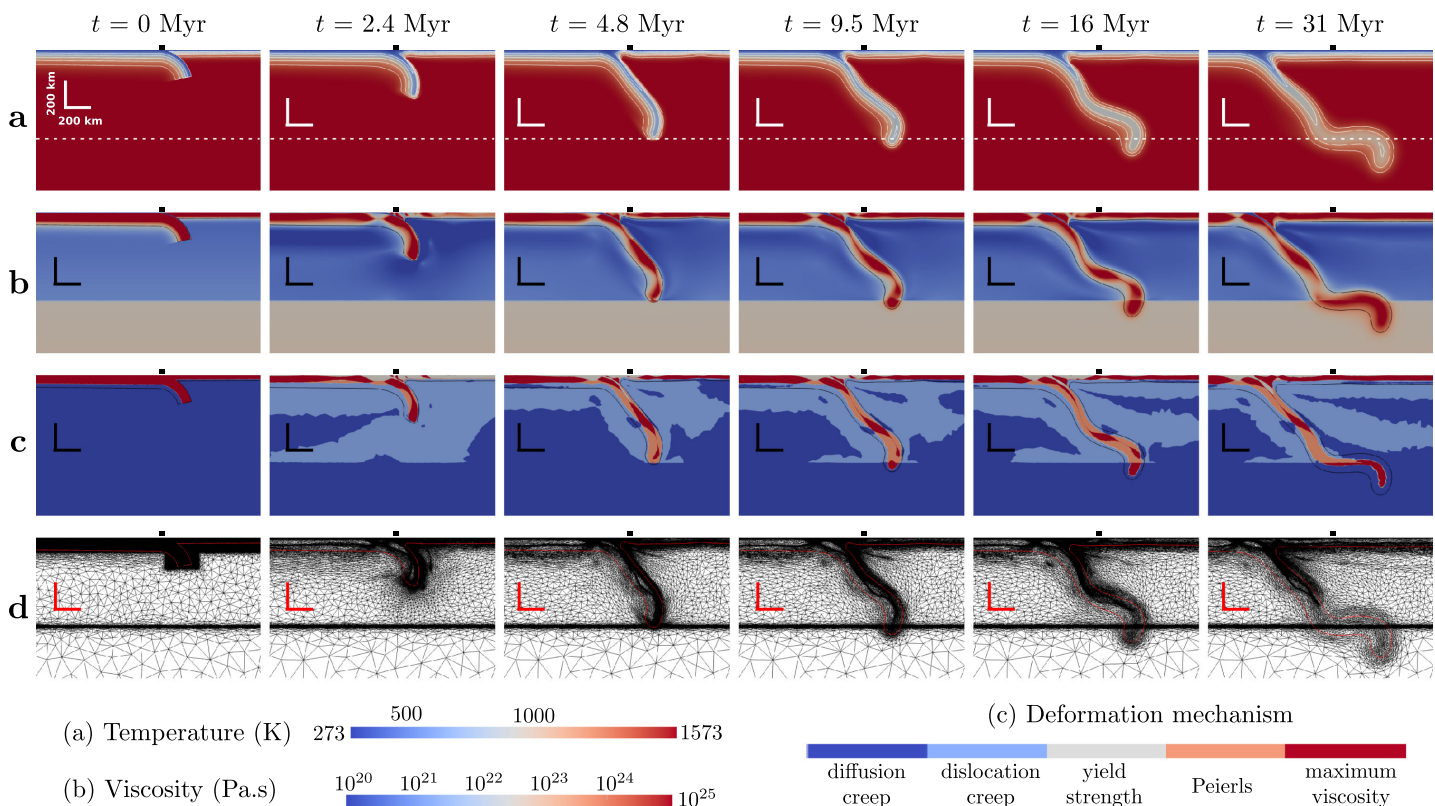 t = 0 Myr
t = 2.4 Myr
t = 4.8 Myr
t = 9.5 Myr
t = 16 Myr
t = 31 Myr
a
200 km
200 km
b
c
d
(a) Temperature (K)
273
500
1000
1573
(b) Viscosity (Pa.s)
10^20
10^21
10^22
10^23
10^24
10^25
(c) Deformation mechanism
diffusion
creep
dislocation
creep
yield
strength
Peierls
maximum
viscosity